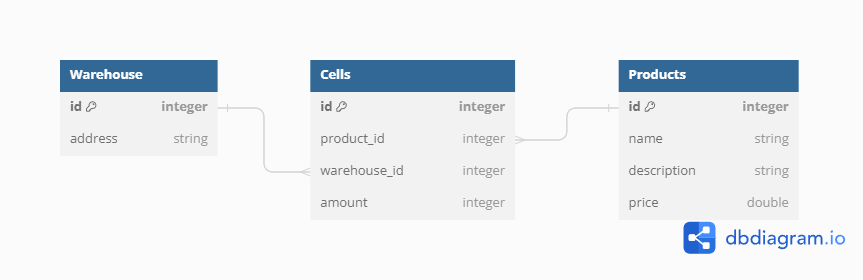 Warehouse
id integer
address string
Cells
id integer
product_id integer
warehouse_id integer
amount integer
Products
id integer
name string
description string
price double
dbdiagram.io